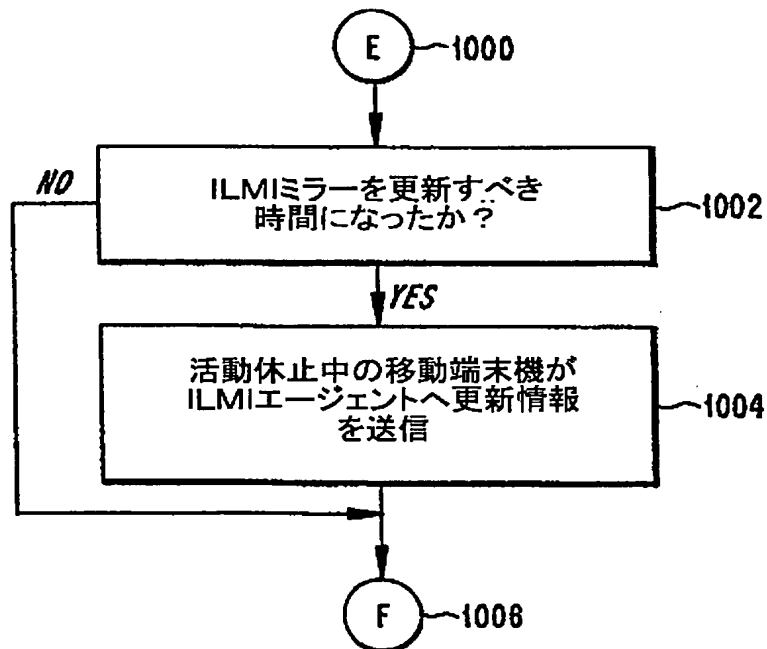 E
1000
ILMIミラーを更新すべき
時間になったか？
1002
NO
YES
活動休止中の移動端末機が
ILMIエージェントへ更新情報
を送信
1004
F
1006